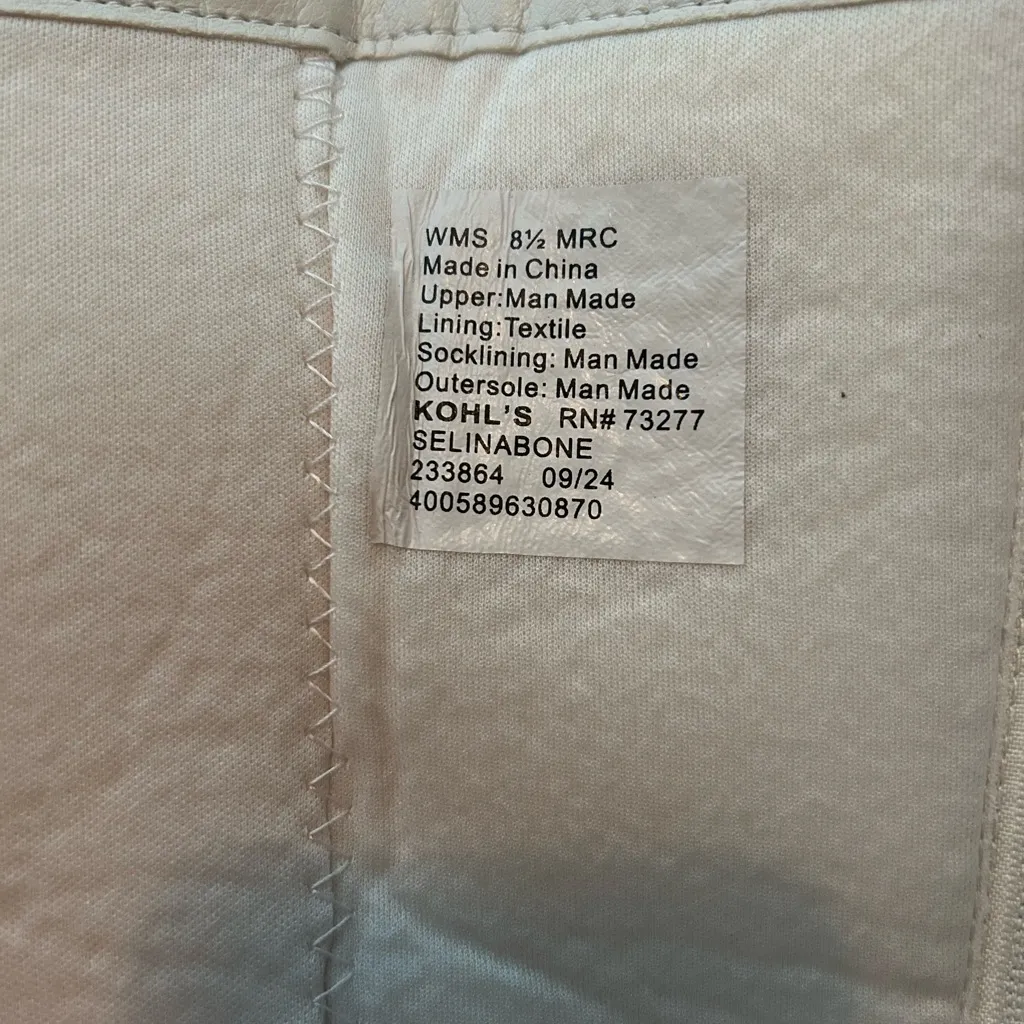 WMS 8½ MRC
Made in China
Upper:Man Made
Lining:Textile
Socklining: Man Made
Outersole: Man Made
KOHL'S RN# 73277
SELINABONE
233864 09/24
400589630870